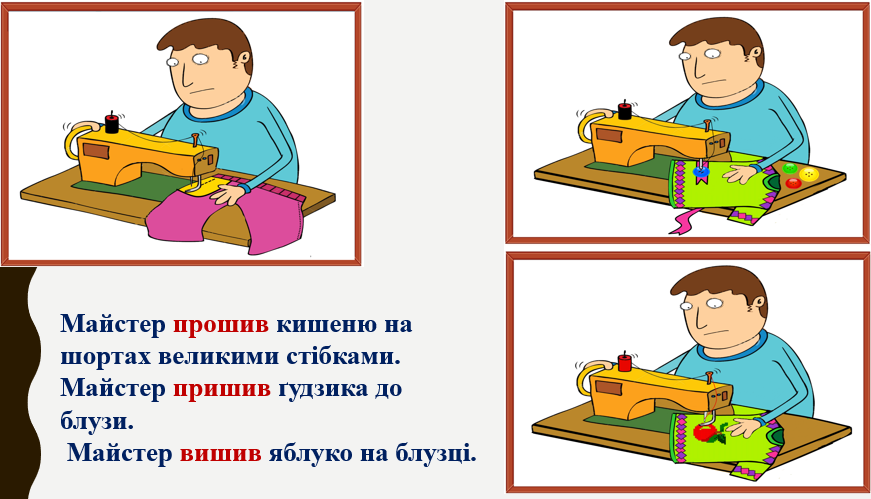 Майстер прошив кишеню на
шортах великими стібками.
Майстер пришив ґудзика до
блузи.
Майстер вишив яблуко на блузці.